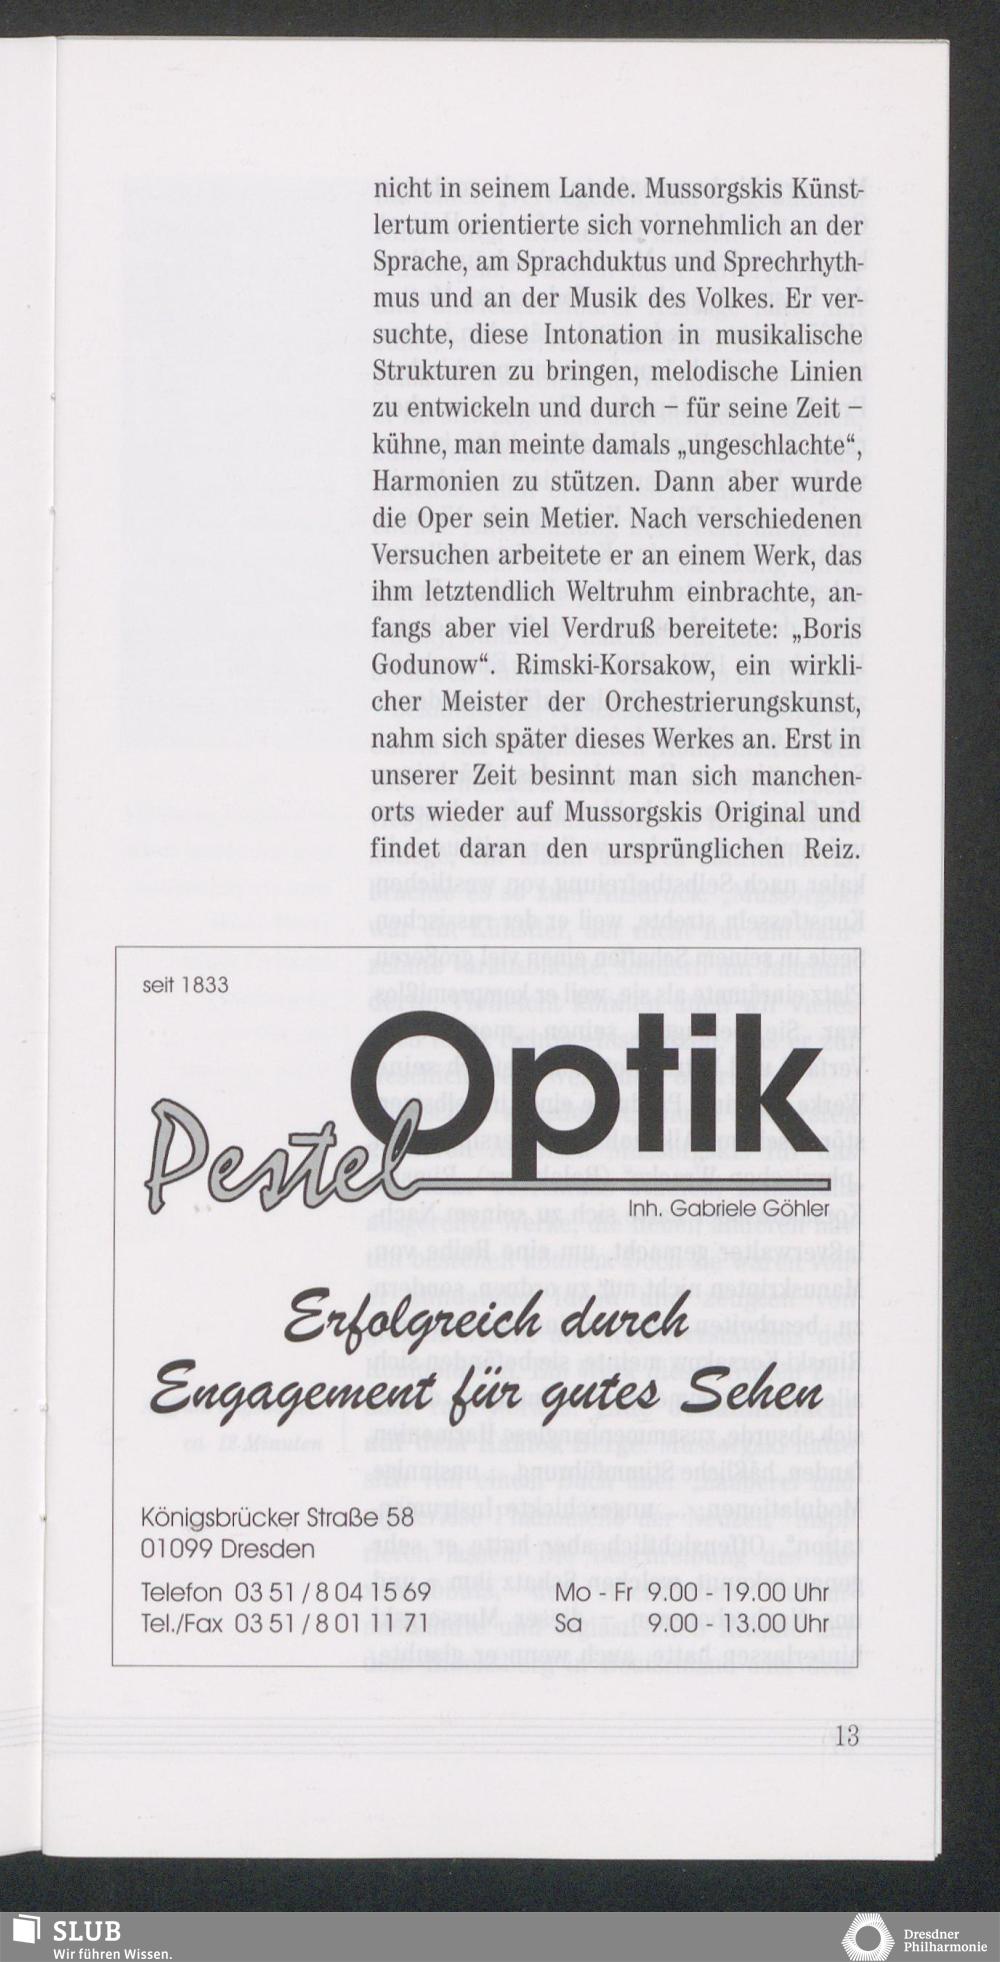 nicht in seinem Lande. Mussorgskis Künst-
lertum orientierte sich vornehmlich an der
Sprache, am Sprachduktus und Sprechrhyth-
mus und an der Musik des Volkes. Er ver-
suchte, diese Intonation in musikalische
Strukturen zu bringen, melodische Linien
zu entwickeln und durch – für seine Zeit –
kühne, man meinte damals „ungeschlachte“,
Harmonien zu stützen. Dann aber wurde
die Oper sein Metier. Nach verschiedenen
Versuchen arbeitete er an einem Werk, das
ihm letztendlich Weltruhm einbrachte, an-
fangs aber viel Verdruß bereitete: „Boris
Godunow“. Rimski-Korsakow, ein wirkli-
cher Meister der Orchestrierungskunst,
nahm sich später dieses Werkes an. Erst in
unserer Zeit besinnt man sich manchen-
orts wieder auf Mussorgskis Original und
findet daran den ursprünglichen Reiz.
seit 1833
Optik
Pestel
Inh. Gabriele Göhler
Erfolgreich durch
Engagement für gutes Sehen
Königsbrücker Straße 58
01099 Dresden
Telefon 03 51 / 8 04 15 69 Mo - Fr 9.00 - 19.00 Uhr
Tel./Fax 03 51 / 8 01 11 71 Sa 9.00 - 13.00 Uhr
13
SLUB
Wir führen Wissen.
Dresdner
Philharmonie